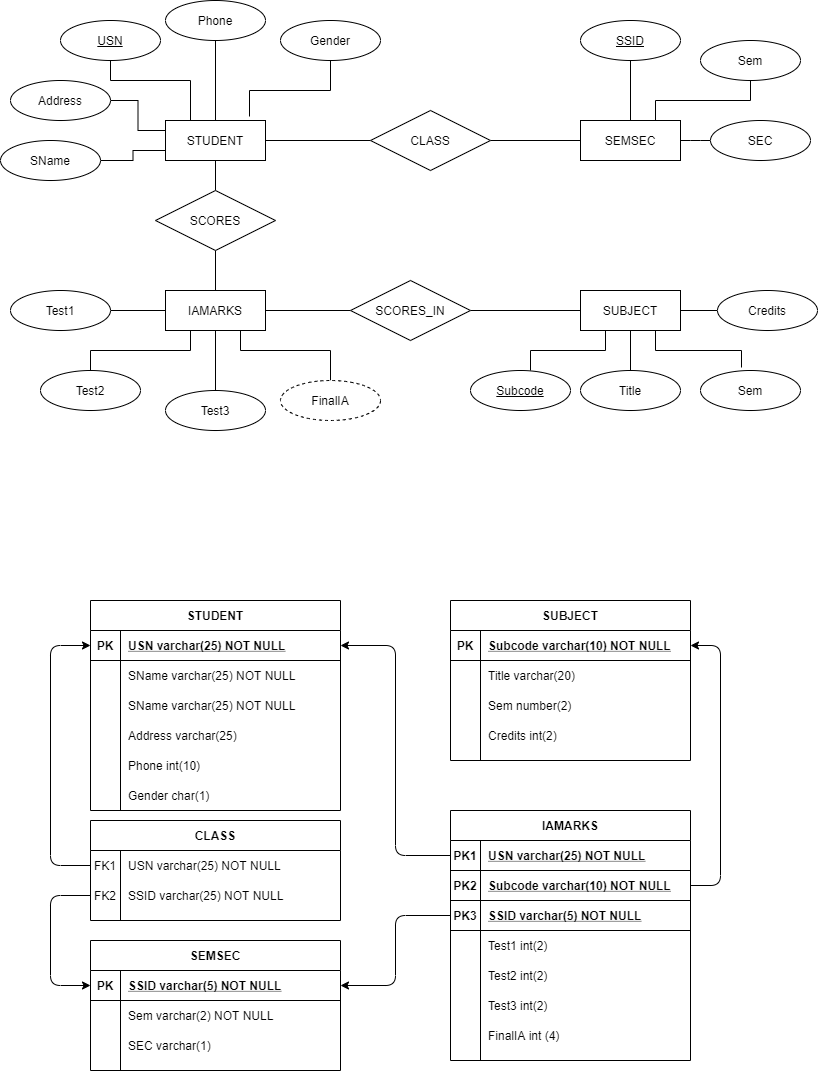 Phone
USN
Gender
SSID
Sem
Address
STUDENT
CLASS
SEMSEC
SEC
SName
SCORES
Test1
IAMARKS
SCORES_IN
SUBJECT
Credits
Test2
Test3
FinalIA
Subcode
Title
Sem
STUDENT
PK USN varchar(25) NOT NULL
SName varchar(25) NOT NULL
SName varchar(25) NOT NULL
Address varchar(25)
Phone int(10)
Gender char(1)
SUBJECT
PK Subcode varchar(10) NOT NULL
Title varchar(20)
Sem number(2)
Credits int(2)
CLASS
FK1 USN varchar(25) NOT NULL
FK2 SSID varchar(25) NOT NULL
IAMARKS
PK1 USN varchar(25) NOT NULL
PK2 Subcode varchar(10) NOT NULL
PK3 SSID varchar(5) NOT NULL
Test1 int(2)
Test2 int(2)
Test3 int(2)
FinalIA int (4)
SEMSEC
PK SSID varchar(5) NOT NULL
Sem varchar(2) NOT NULL
SEC varchar(1)